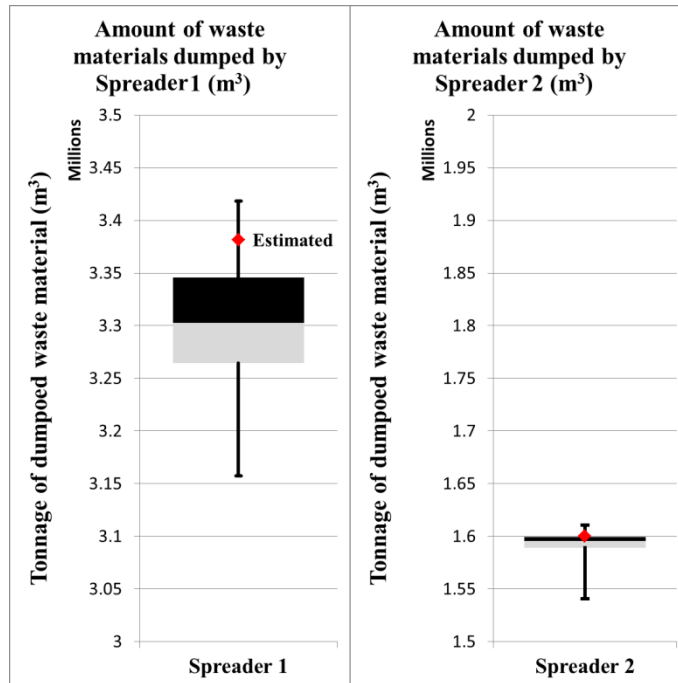 Amount of waste
materials dumped by
Spreader 1 (m³)
Tonnage of dumpoed waste material (m³)
Millions
3.5
3.45
3.4
3.35
3.3
3.25
3.2
3.15
3.1
3.05
3
Estimated
Spreader 1
Amount of waste
materials dumped by
Spreader 2 (m³)
Tonnage of dumped waste material (m³)
Millions
2
1.95
1.9
1.85
1.8
1.75
1.7
1.65
1.6
1.55
1.5
Spreader 2